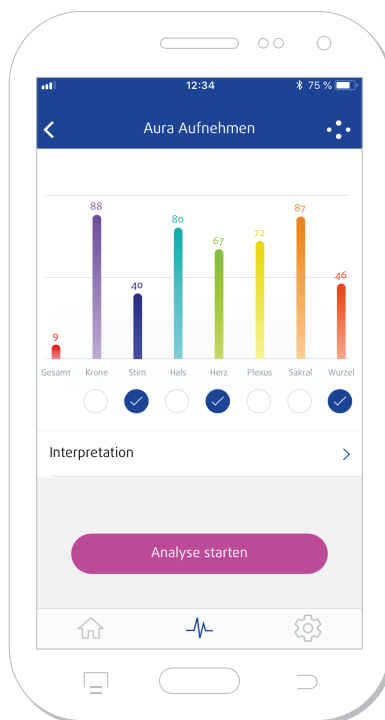 12:34
75 %
Aura Aufnehmen
88
87
80
72
67
46
40
9
Gesamt Krone Stirn Hals Herz Plexus Sakral Wurzel
Interpretation
Analyse starten